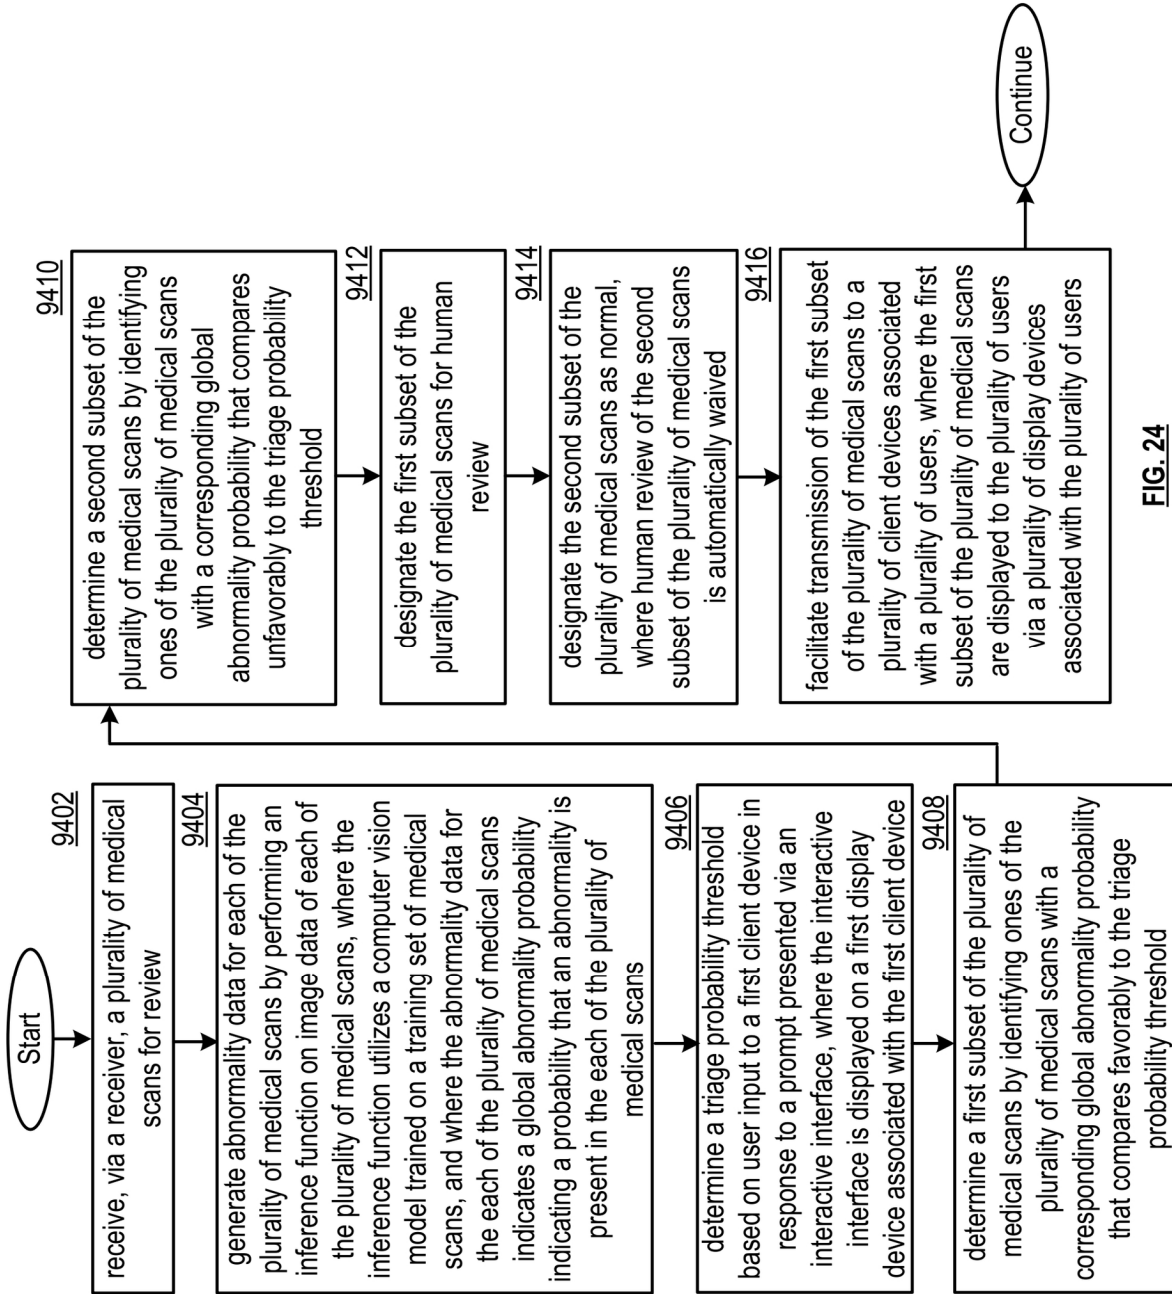 Start
9402
receive, via a receiver, a plurality of medical
scans for review
9404
generate abnormality data for each of the
plurality of medical scans by performing an
inference function on image data of each of
the plurality of medical scans, where the
inference function utilizes a computer vision
model trained on a training set of medical
scans, and where the abnormality data for
the each of the plurality of medical scans
indicates a global abnormality probability
indicating a probability that an abnormality is
present in the each of the plurality of
medical scans
9406
determine a triage probability threshold
based on user input to a first client device in
response to a prompt presented via an
interactive interface, where the interactive
interface is displayed on a first display
device associated with the first client device
9408
determine a first subset of the plurality of
medical scans by identifying ones of the
plurality of medical scans with a
corresponding global abnormality probability
that compares favorably to the triage
probability threshold
9410
determine a second subset of the
plurality of medical scans by identifying
ones of the plurality of medical scans
with a corresponding global
abnormality probability that compares
unfavorably to the triage probability
threshold
9412
designate the first subset of the
plurality of medical scans for human
review
9414
designate the second subset of the
plurality of medical scans as normal,
where human review of the second
subset of the plurality of medical scans
is automatically waived
9416
facilitate transmission of the first subset
of the plurality of medical scans to a
plurality of client devices associated
with a plurality of users, where the first
subset of the plurality of medical scans
are displayed to the plurality of users
via a plurality of display devices
associated with the plurality of users
Continue
FIG. 24